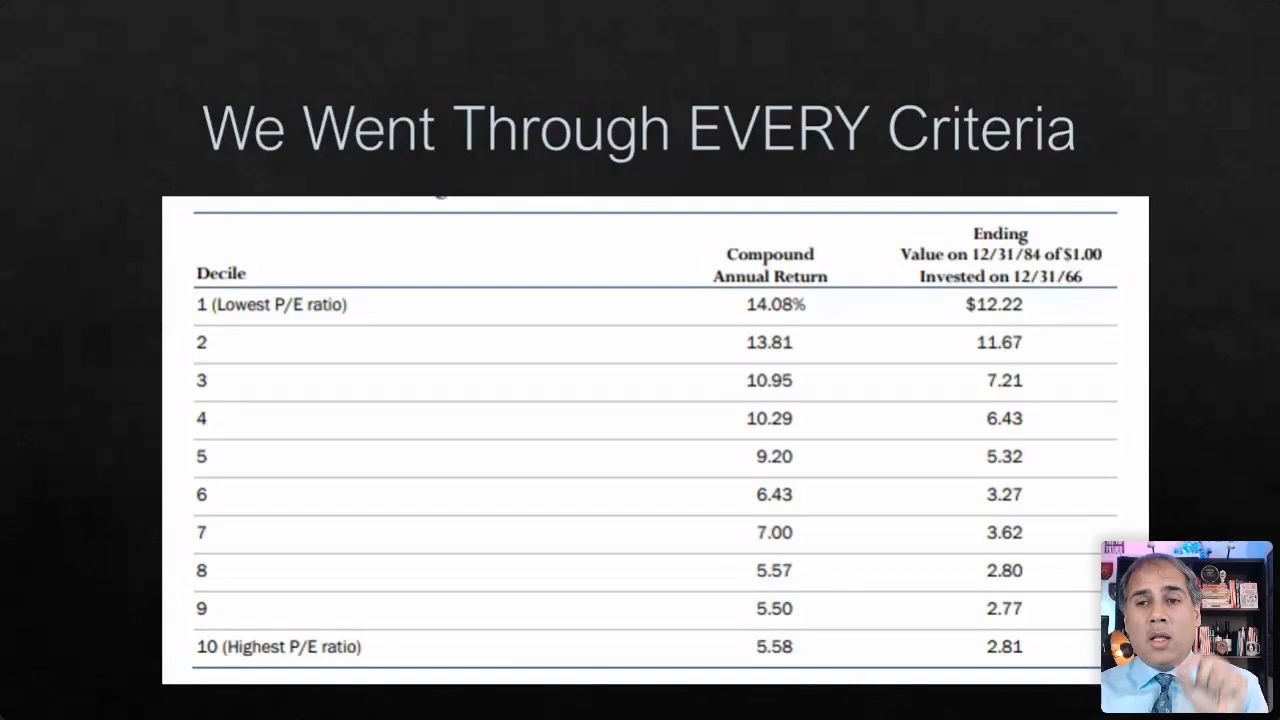 We Went Through EVERY Criteria
Ending
Compound Value on 12/31/84 of $1.00
Decile Annual Return Invested on 12/31/66
1 (Lowest P/E ratio) 14.08% $12.22
2 13.81 11.67
3 10.95 7.21
4 10.29 6.43
5 9.20 5.32
6 6.43 3.27
7 7.00 3.62
8 5.57 2.80
9 5.50 2.77
10 (Highest P/E ratio) 5.58 2.81